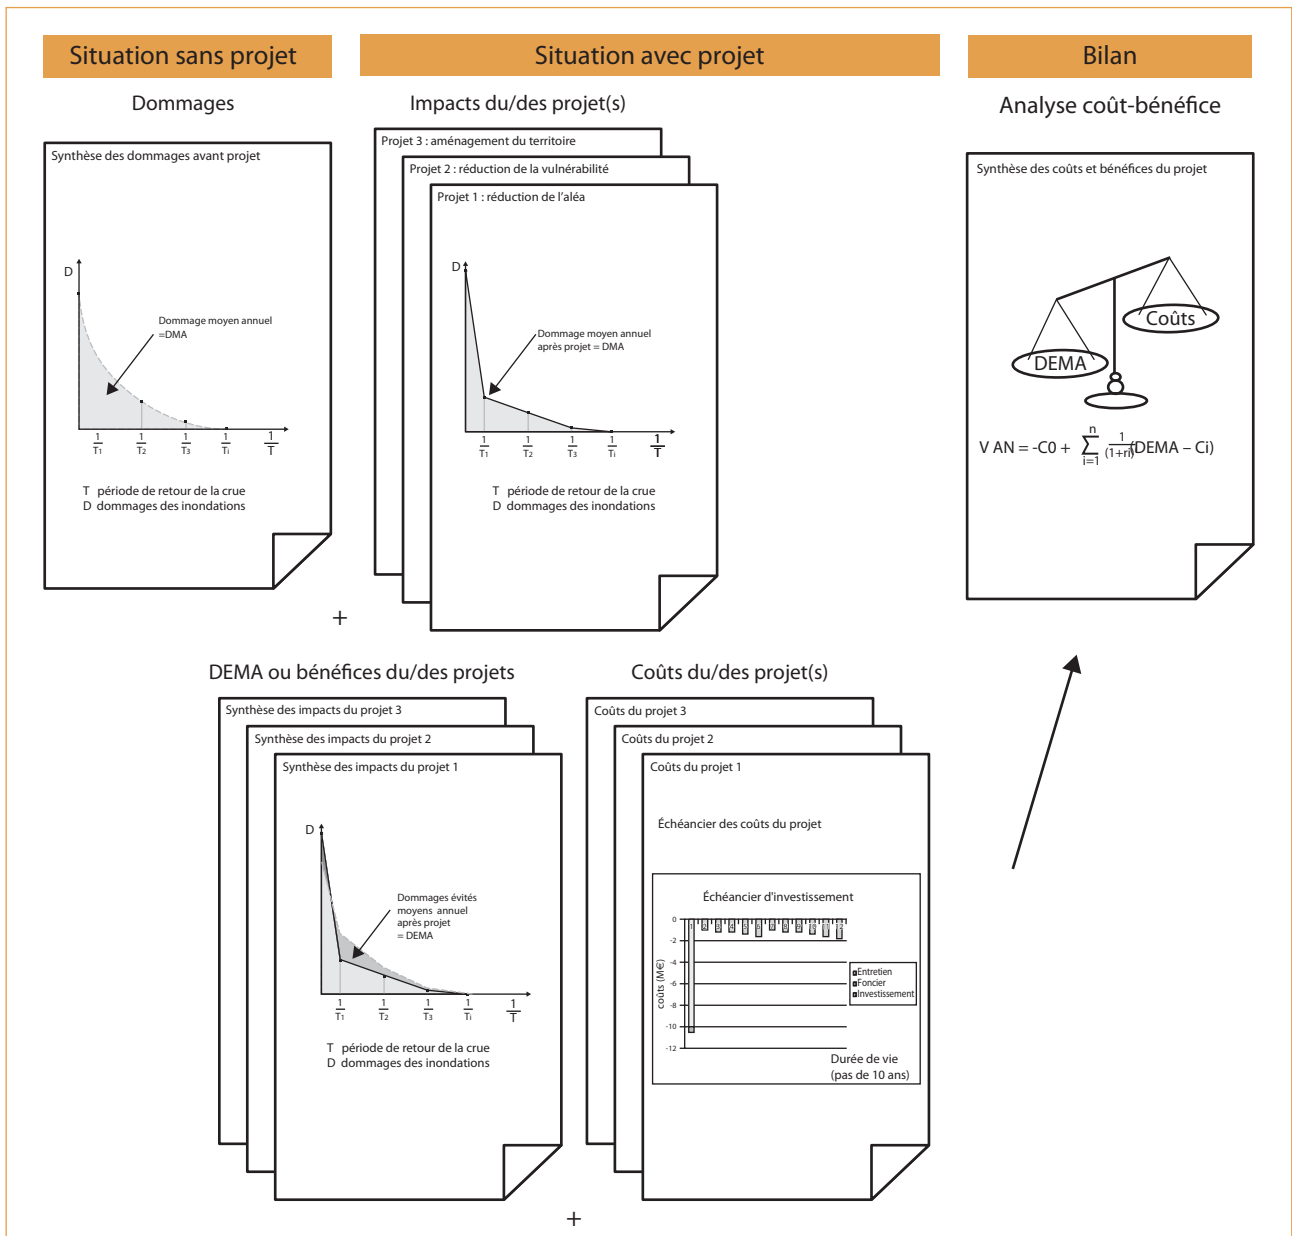 Situation sans projet
Situation avec projet
Bilan
Dommages
Impacts du/des projet(s)
Analyse coût-bénéfice
Synthèse des dommages avant projet
D
Dommage moyen annuel
=DMA
1/T1 1/T2 1/T3 1/Ti 1/T
T période de retour de la crue
D dommages des inondations
Projet 3 : aménagement du territoire
Projet 2 : réduction de la vulnérabilité
Projet 1 : réduction de l'aléa
D
Dommage moyen annuel
après projet = DMA
1/T1 1/T2 1/T3 1/Ti 1/T
T période de retour de la crue
D dommages des inondations
Synthèse des coûts et bénéfices du projet
Coûts
DEMA
V AN = -C0 + n ∑ i=1 1/(1+ri) (DEMA – Ci)
+
DEMA ou bénéfices du/des projets
Coûts du/des projet(s)
Synthèse des impacts du projet 3
Synthèse des impacts du projet 2
Synthèse des impacts du projet 1
D
Dommages évités
moyens annuel
après projet
= DEMA
1/T1 1/T2 1/T3 1/Ti 1/T
T période de retour de la crue
D dommages des inondations
Coûts du projet 3
Coûts du projet 2
Coûts du projet 1
Échéancier des coûts du projet
Échéancier d'investissement
0
-2
-4
-6
-8
-10
-12
coûts (M€)
Entretien
Foncier
Investissement
Durée de vie
(pas de 10 ans)
+